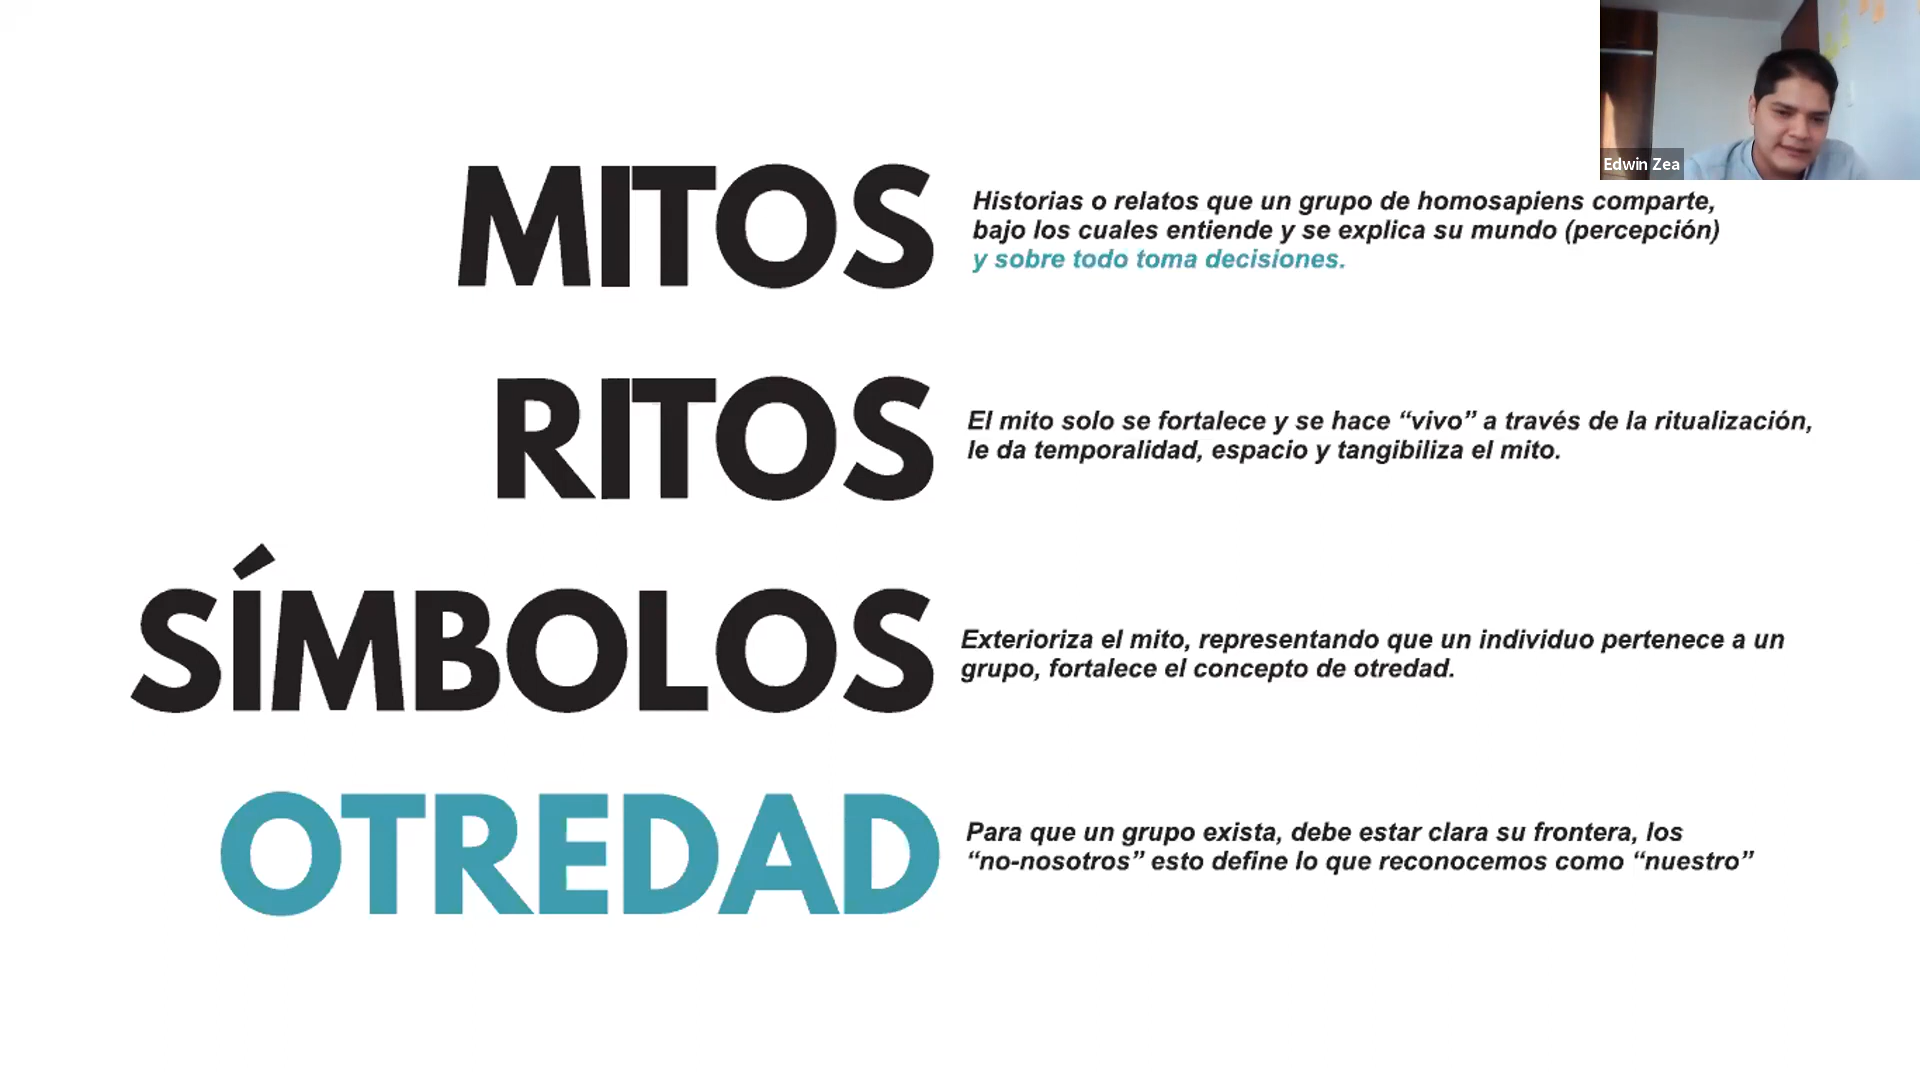 Edwin Zea
MITOS
Historias o relatos que un grupo de homosapiens comparte,
bajo los cuales entiende y se explica su mundo (percepción)
y sobre todo toma decisiones.
RITOS
El mito solo se fortalece y se hace “vivo” a través de la ritualización,
le da temporalidad, espacio y tangibiliza el mito.
SÍMBOLOS
Exterioriza el mito, representando que un individuo pertenece a un
grupo, fortalece el concepto de otredad.
OTREDAD
Para que un grupo exista, debe estar clara su frontera, los
“no-nosotros” esto define lo que reconocemos como “nuestro”